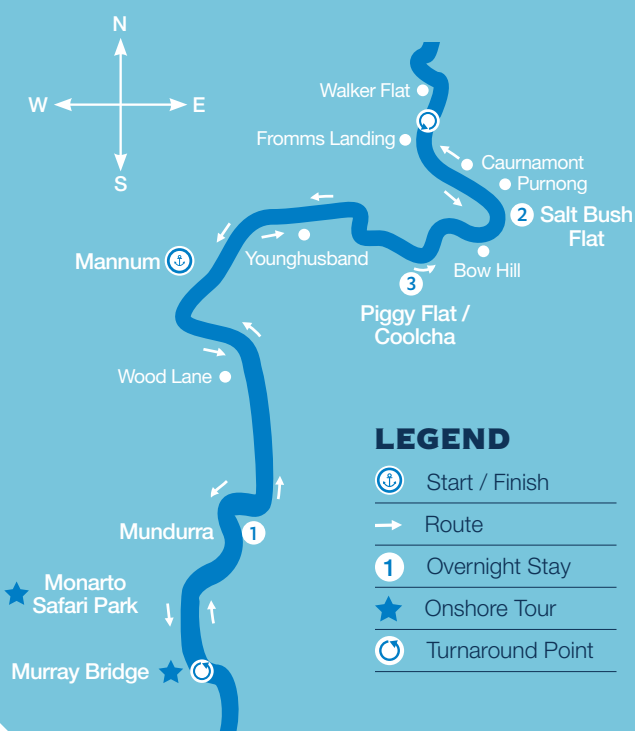 N
W
E
S
Walker Flat
Fromms Landing
Caurnamont
Purnong
2 Salt Bush
Flat
Mannum
Younghusband
Bow Hill
3
Piggy Flat /
Coolcha
Wood Lane
Mundurra 1
Monarto
Safari Park
Murray Bridge
LEGEND
Start / Finish
Route
1 Overnight Stay
Onshore Tour
Turnaround Point